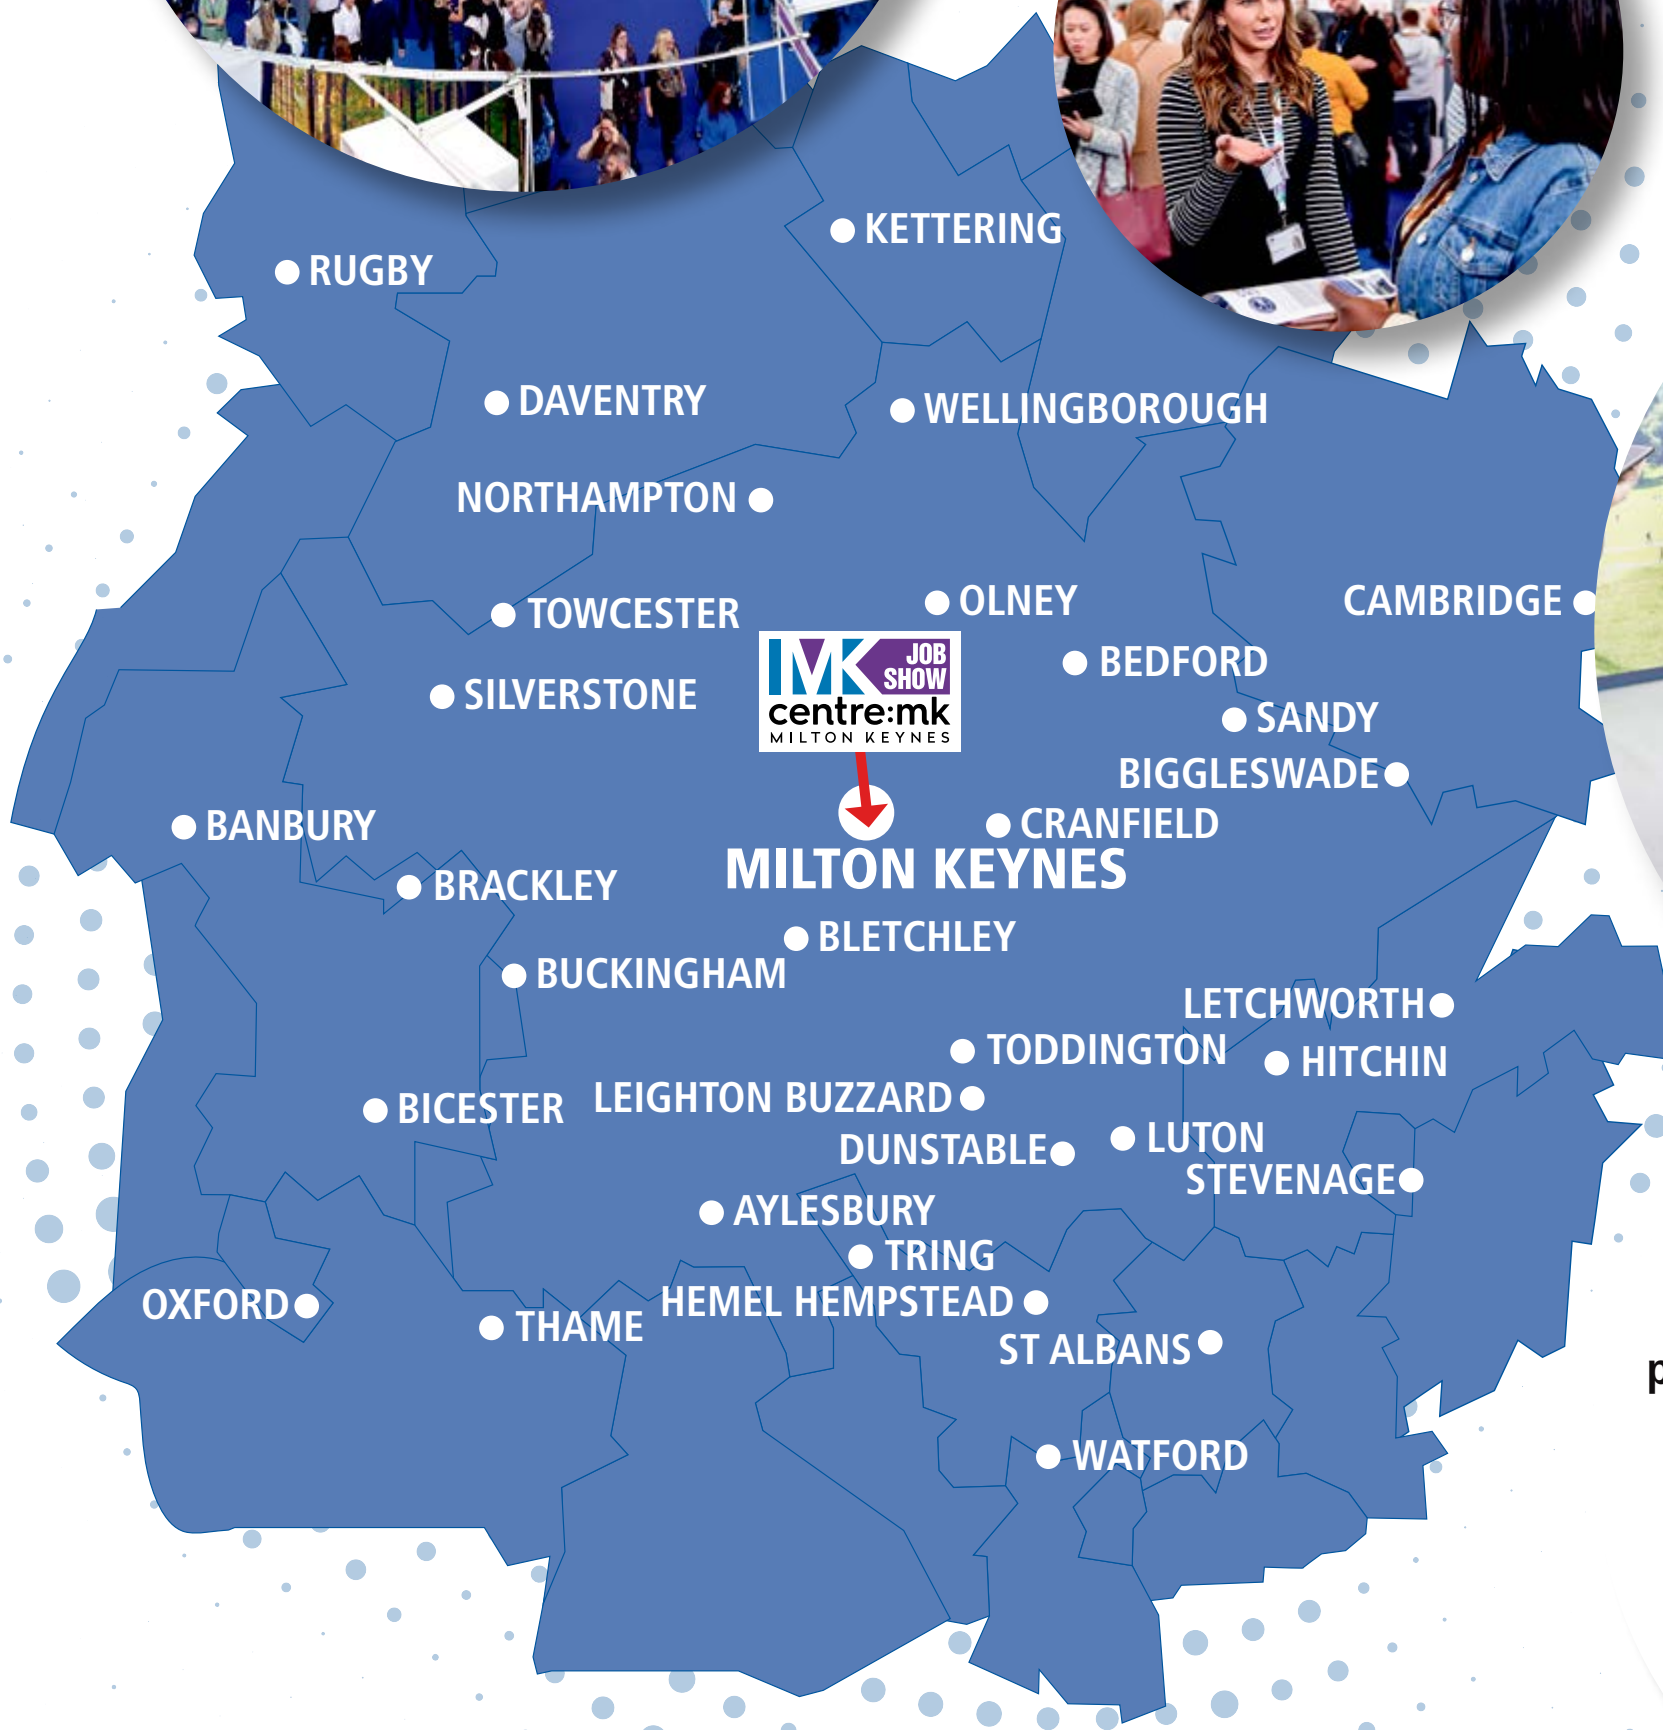 KETTERING
RUGBY
DAVENTRY
WELLINGBOROUGH
NORTHAMPTON
OLNEY
CAMBRIDGE
TOWCESTER
MK JOB
SHOW
centre:mk
MILTON KEYNES
BEDFORD
SILVERSTONE
SANDY
BIGGLESWADE
BANBURY
CRANFIELD
MILTON KEYNES
BRACKLEY
BLETCHLEY
BUCKINGHAM
LETCHWORTH
TODDINGTON
HITCHIN
LEIGHTON BUZZARD
BICESTER
LUTON
DUNSTABLE
STEVENAGE
AYLESBURY
TRING
HEMEL HEMPSTEAD
OXFORD
THAME
ST ALBANS
p
WATFORD